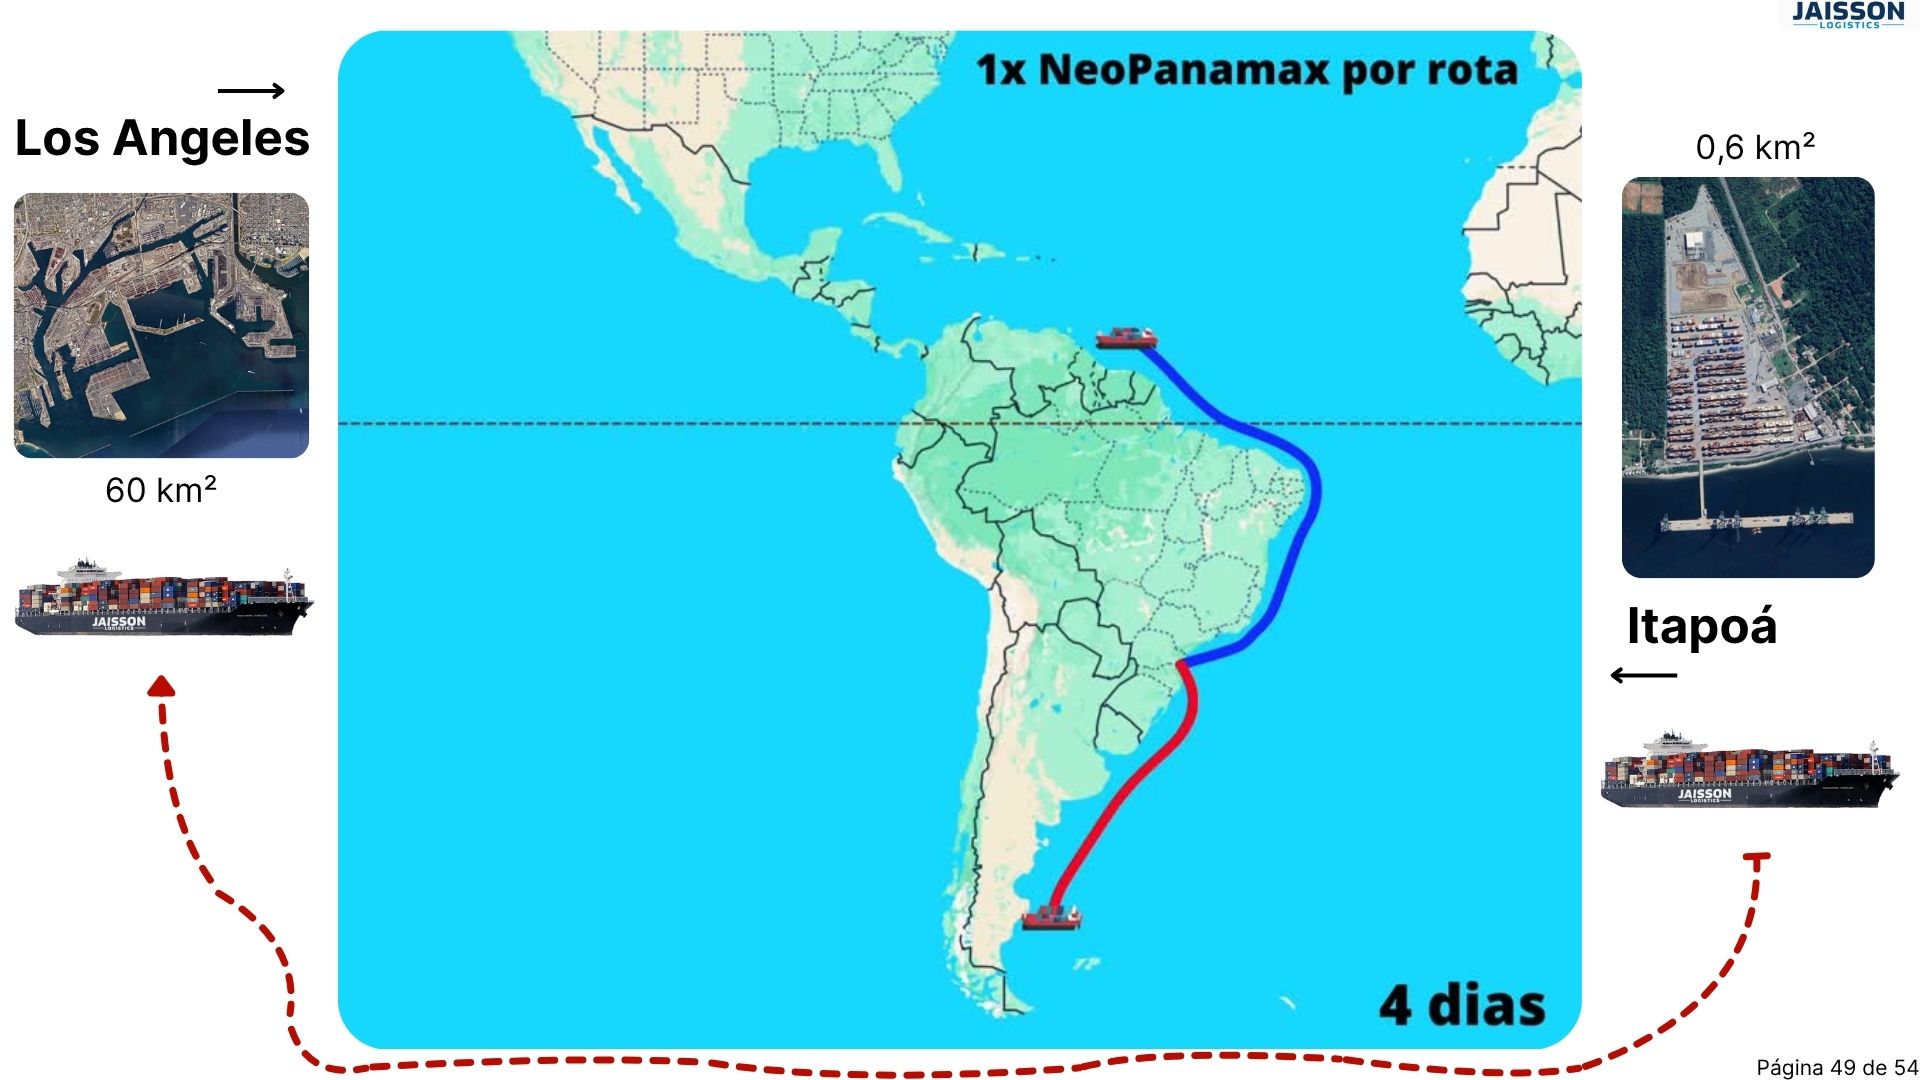 JAISSON
LOGISTICS
Los Angeles
60 km²
JAISSON
LOGISTICS
1x NeoPanamax por rota
4 dias
0,6 km²
Itapoá
JAISSON
LOGISTICS
Página 49 de 54